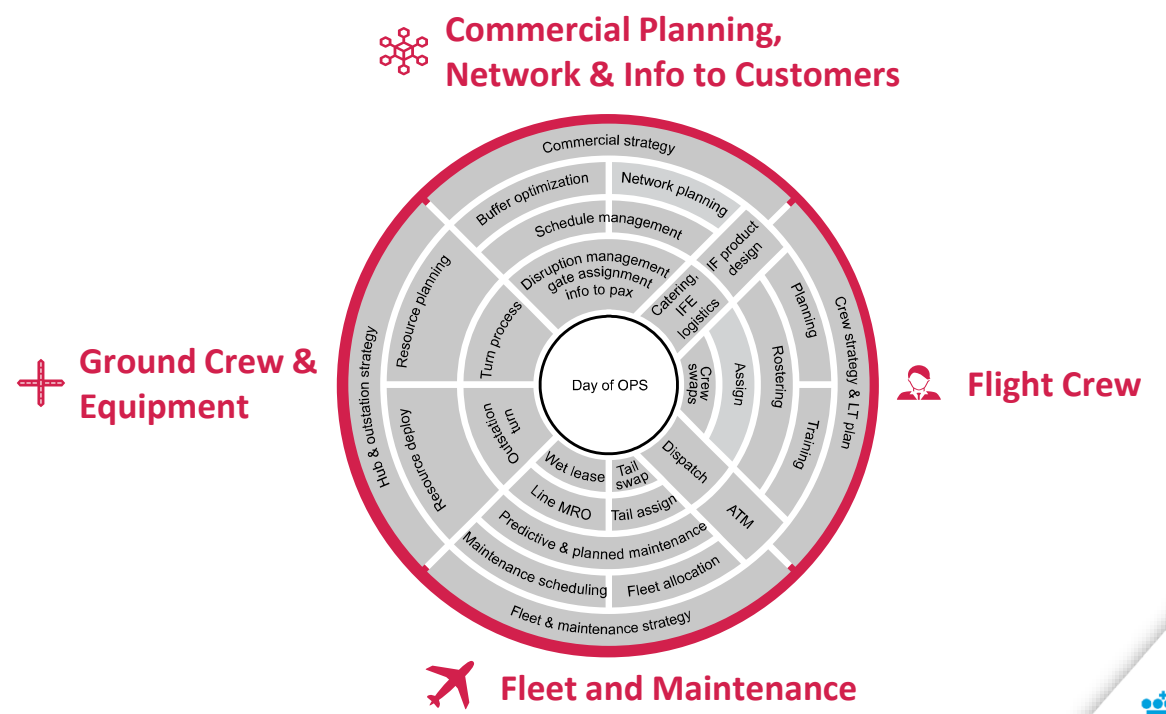 Commercial Planning,
Network & Info to Customers
Commercial strategy
Buffer optimization
Network planning
Schedule management
Disruption management
gate assignment
info to pax
IF product
design
Catering,
IFE
logistics
Ground Crew &
Equipment
Hub & outstation strategy
Resource planning
Resource deploy
Turn process
Outstation
turn
Day of OPS
Crew
swaps
Assign
Rostering
Planning
Training
Crew strategy & LT plan
Flight Crew
Dispatch
ATM
Wet lease
Tail
swap
Line MRO
Tail assign
Predictive & planned maintenance
Maintenance scheduling
Fleet allocation
Fleet & maintenance strategy
Fleet and Maintenance